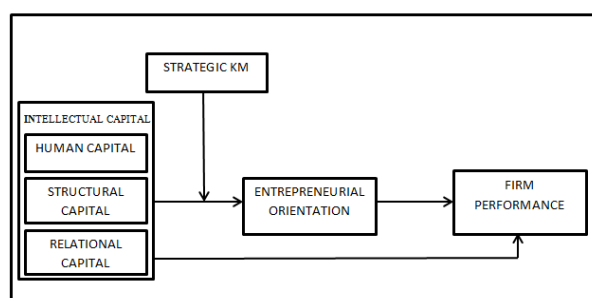 STRATEGIC KM
INTELLECTUAL CAPITAL
HUMAN CAPITAL
STRUCTURAL
CAPITAL
RELATIONAL
CAPITAL
ENTREPRENEURIAL
ORIENTATION
FIRM
PERFORMANCE